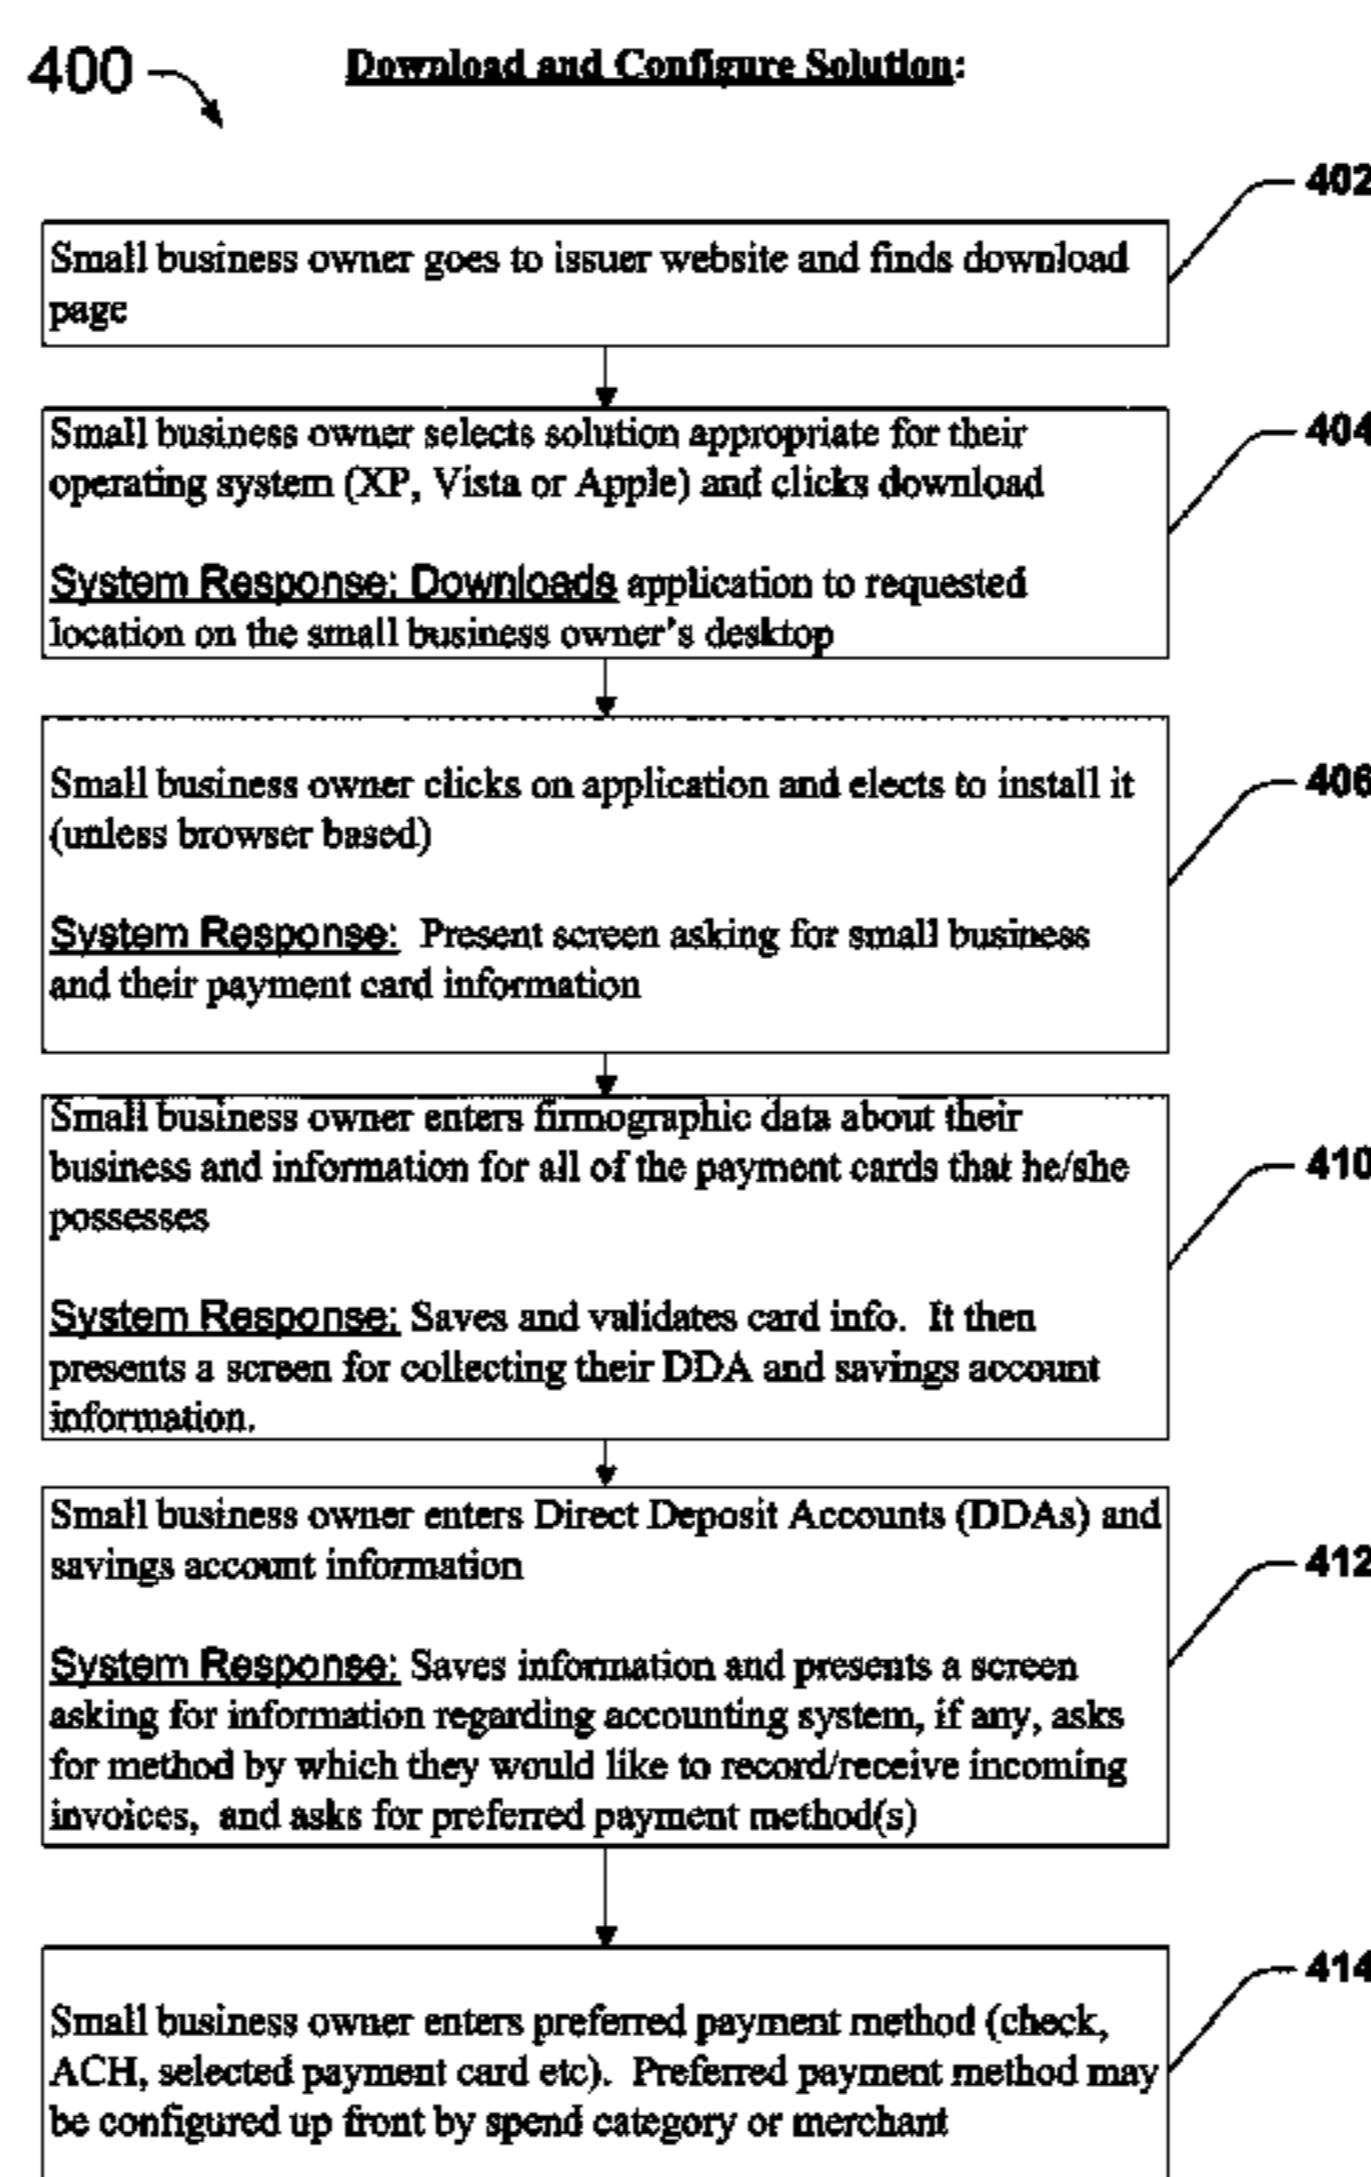 400
Download and Configure Solution:
402
Small business owner goes to issuer website and finds download
page
404
Small business owner selects solution appropriate for their
operating system (XP, Vista or Apple) and clicks download
System Response: Downloads application to requested
location on the small business owner's desktop
406
Small business owner clicks on application and elects to install it
(unless browser based)
System Response: Present screen asking for small business
and their payment card information
410
Small business owner enters firmographic data about their
business and information for all of the payment cards that he/she
possesses
System Response: Saves and validates card info. It then
presents a screen for collecting their DDA and savings account
information.
412
Small business owner enters Direct Deposit Accounts (DDAs) and
savings account information
System Response: Saves information and presents a screen
asking for information regarding accounting system, if any, asks
for method by which they would like to record/receive incoming
invoices, and asks for preferred payment method(s)
414
Small business owner enters preferred payment method (check,
ACH, selected payment card etc). Preferred payment method may
be configured up front by spend category or merchant